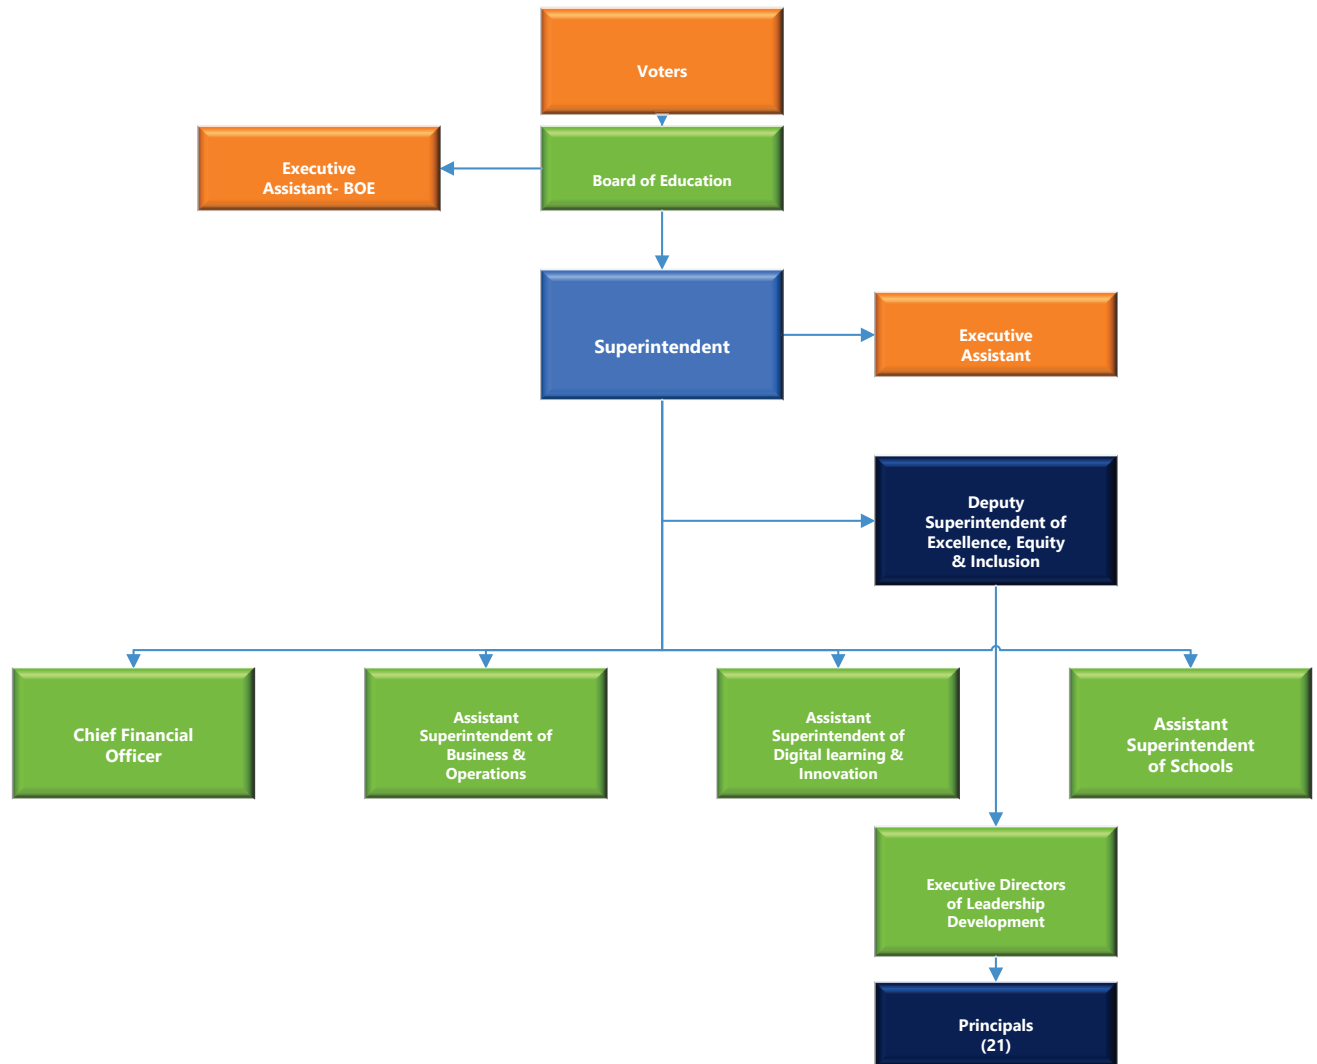 Voters
Executive
Assistant- BOE
Board of Education
Superintendent
Executive
Assistant
Deputy
Superintendent of
Excellence, Equity
& Inclusion
Chief Financial
Officer
Assistant
Superintendent of
Business &
Operations
Assistant
Superintendent of
Digital learning &
Innovation
Assistant
Superintendent
of Schools
Executive Directors
of Leadership
Development
Principals
(21)